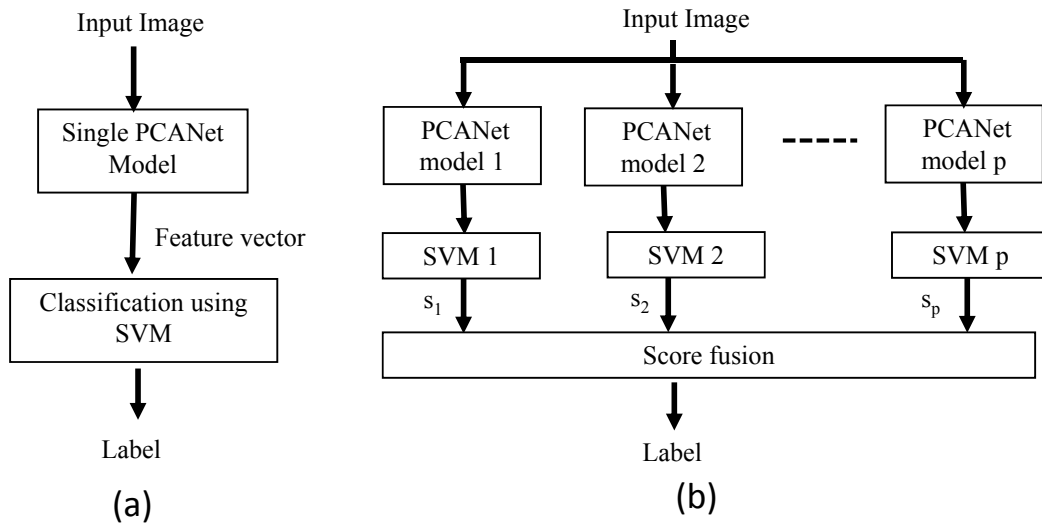 Input Image
Single PCANet
Model
Feature vector
Classification using
SVM
Label
(a)
Input Image
PCANet
model 1
PCANet
model 2
PCANet
model p
SVM 1
SVM 2
SVM p
s1
s2
sp
Score fusion
Label
(b)